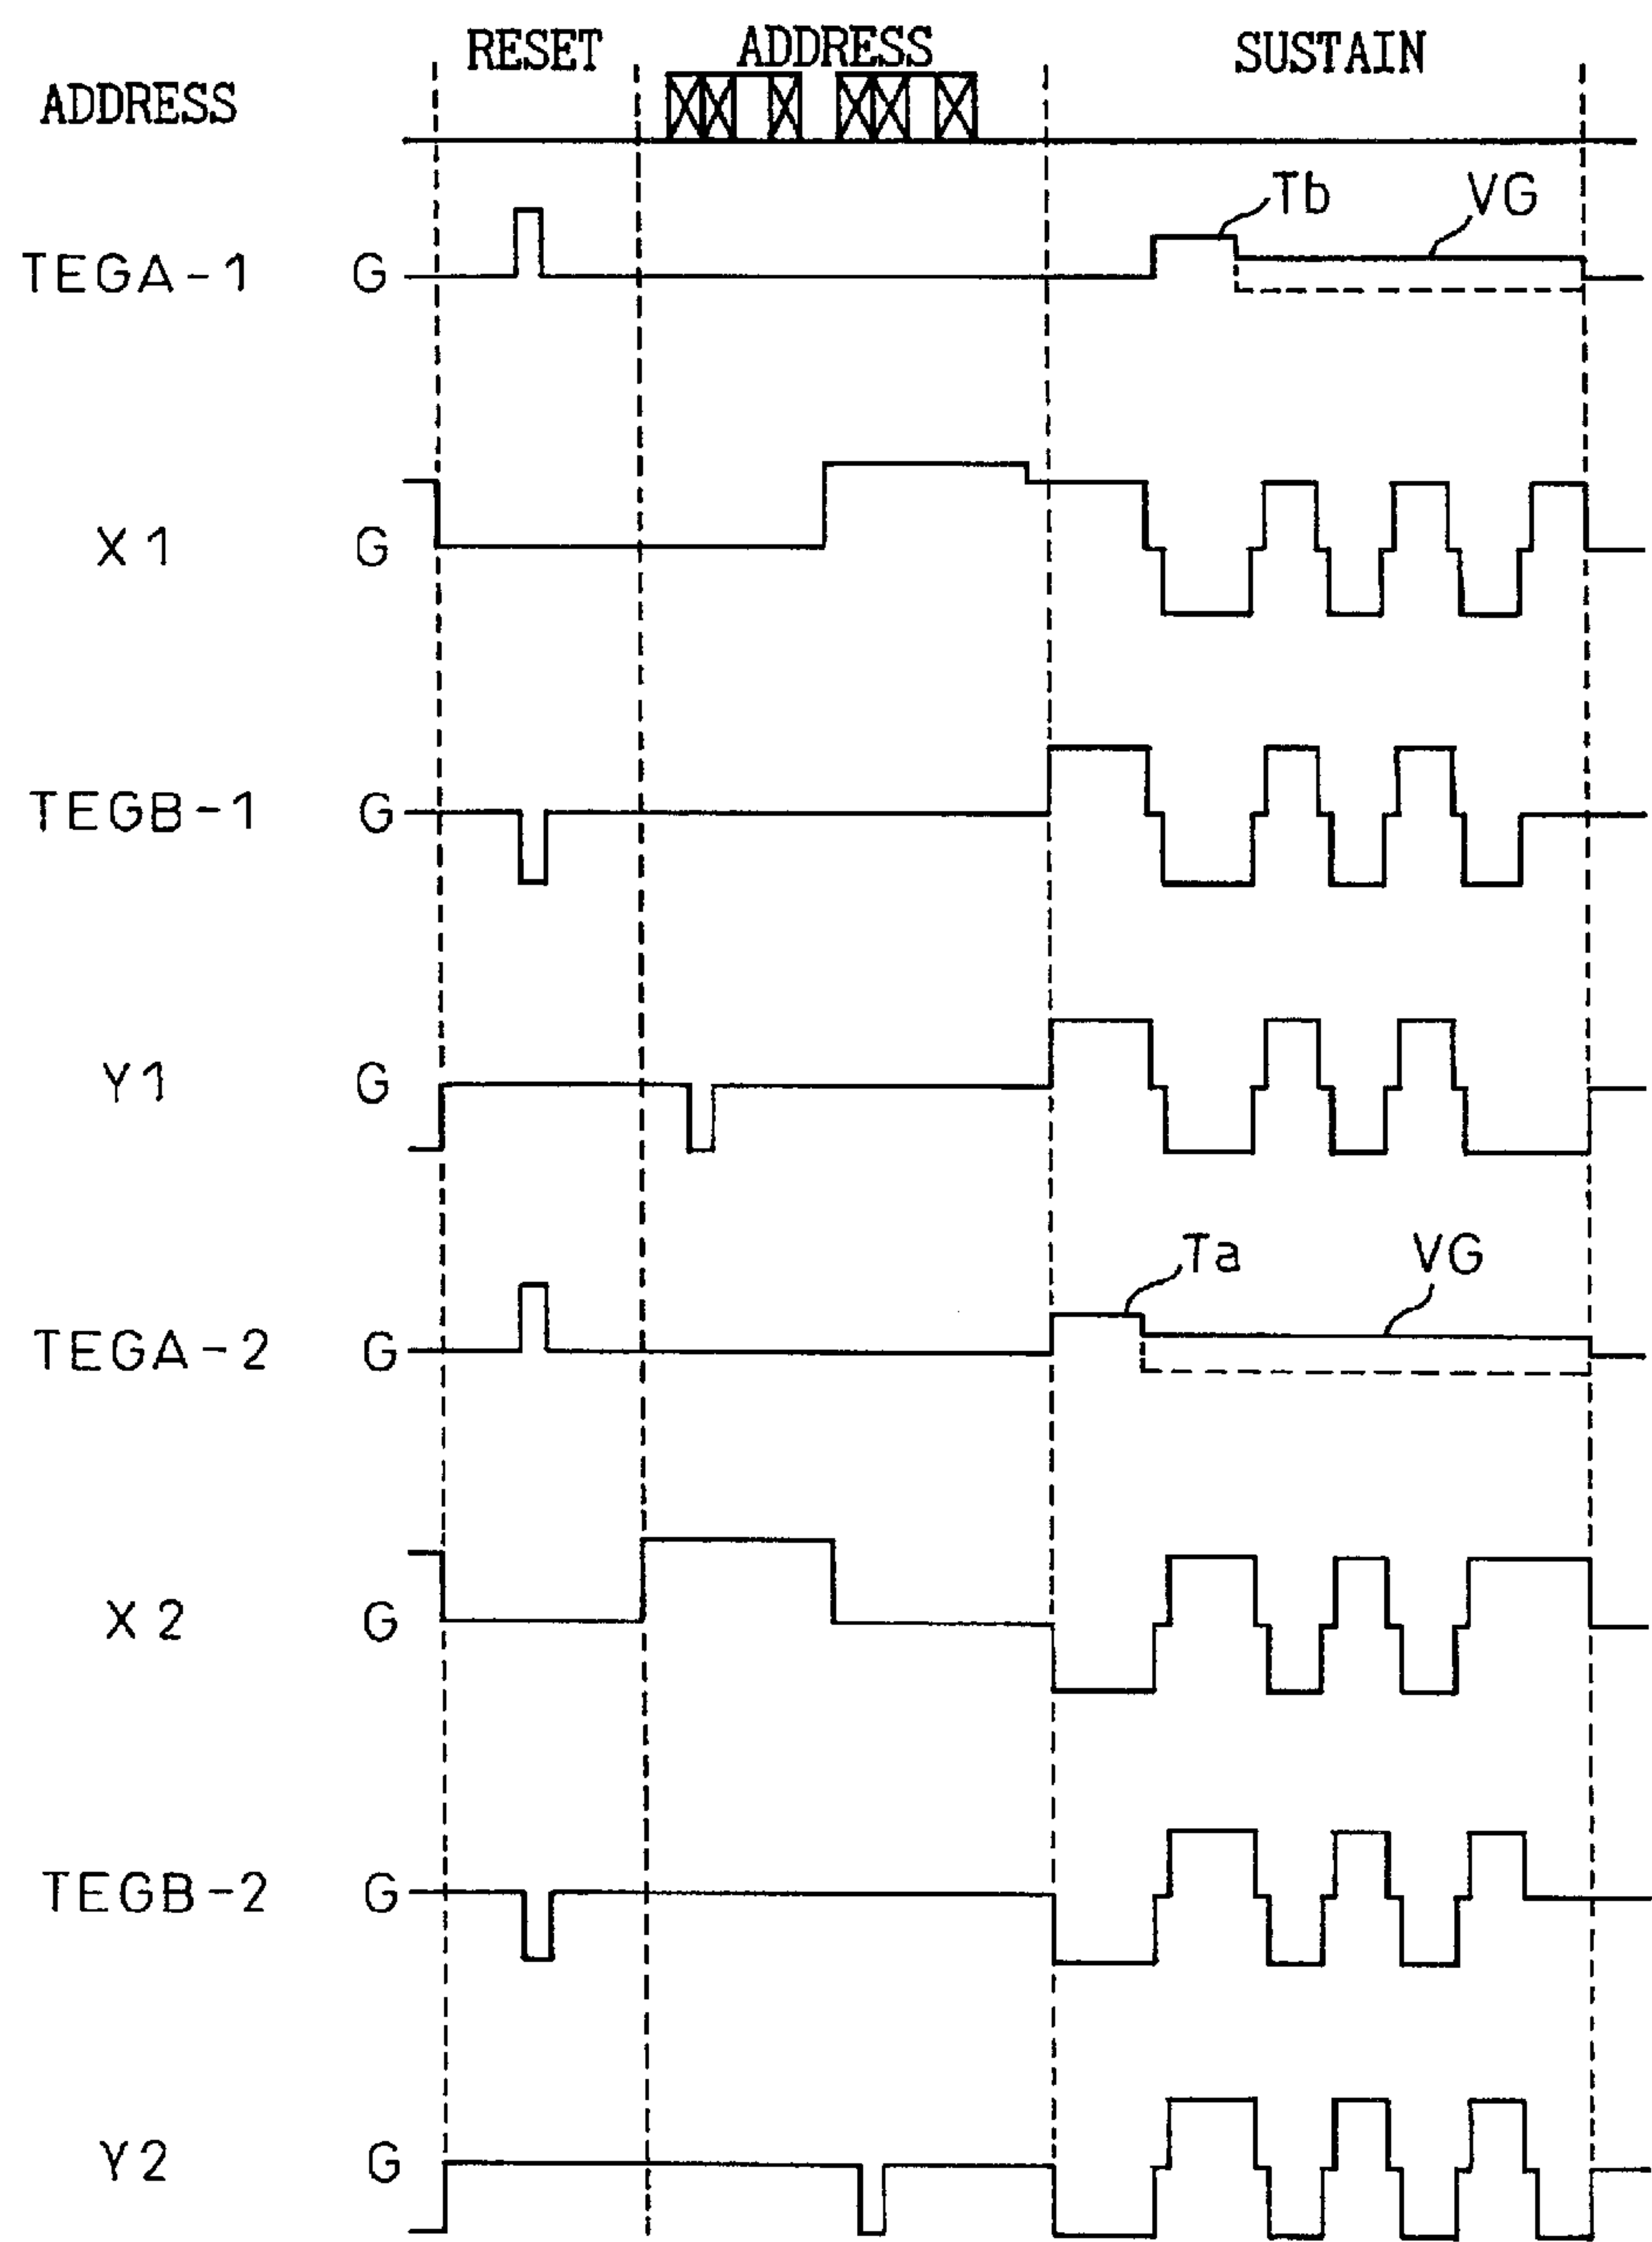 RESET ADDRESS SUSTAIN
ADDRESS
Tb VG
TEGA-1 G
X1 G
TEGB-1 G
Y1 G
Ta VG
TEGA-2 G
X2 G
TEGB-2 G
Y2 G